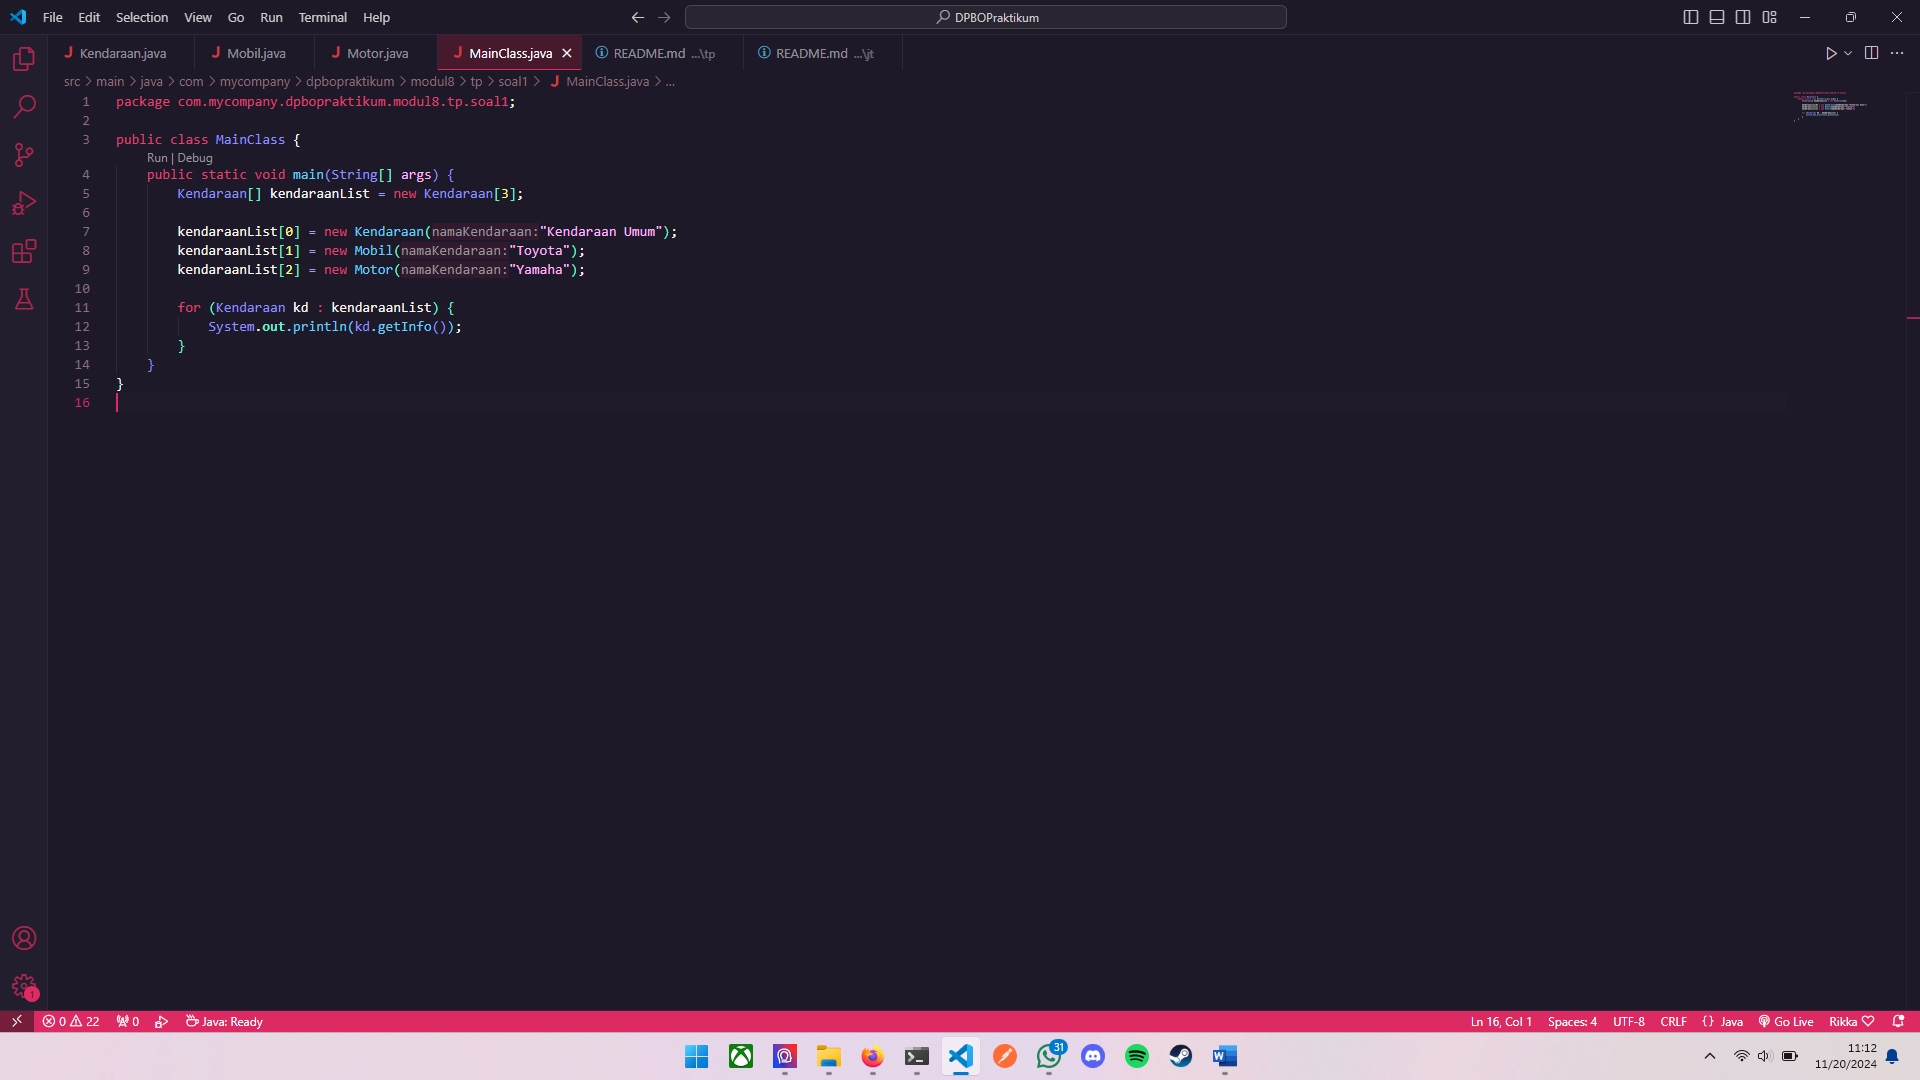 File Edit Selection View Go Run Terminal Help
DPBOPraktikum
Kendaraan.java Mobil.java Motor.java MainClass.java README.md ...\tp README.md ...\jt
src > main > java > com > mycompany > dpbopraktikum > modul8 > tp > soal1 > MainClass.java > ...
1 package com.mycompany.dpbopraktikum.modul8.tp.soal1;
2
3 public class MainClass {
Run | Debug
4 public static void main(String[] args) {
5 Kendaraan[] kendaraanList = new Kendaraan[3];
6
7 kendaraanList[0] = new Kendaraan(namaKendaraan:"Kendaraan Umum");
8 kendaraanList[1] = new Mobil(namaKendaraan:"Toyota");
9 kendaraanList[2] = new Motor(namaKendaraan:"Yamaha");
10
11 for (Kendaraan kd : kendaraanList) {
12 System.out.println(kd.getInfo());
13 }
14 }
15 }
16
1
0 22 0 Java: Ready
Ln 16, Col 1 Spaces: 4 UTF-8 CRLF {} Java Go Live Rikka
31
11:12
11/20/2024